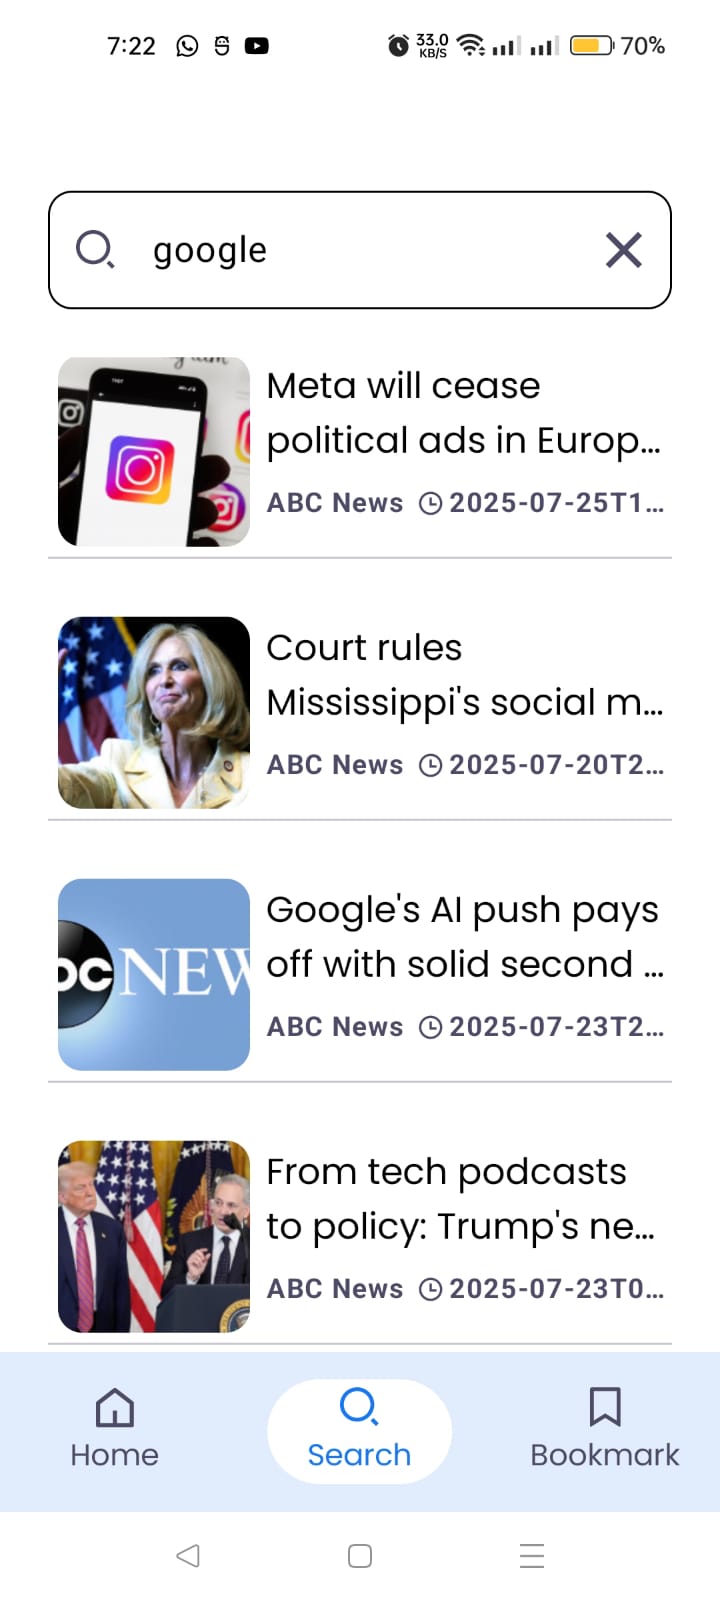 7:22
33.0
KB/S
70%
google
Meta will cease
political ads in Europ...
ABC News 2025-07-25T1...
Court rules
Mississippi's social m...
ABC News 2025-07-20T2...
NEW
Google's AI push pays
off with solid second ...
ABC News 2025-07-23T2...
From tech podcasts
to policy: Trump's ne...
ABC News 2025-07-23T0...
Home
Search
Bookmark